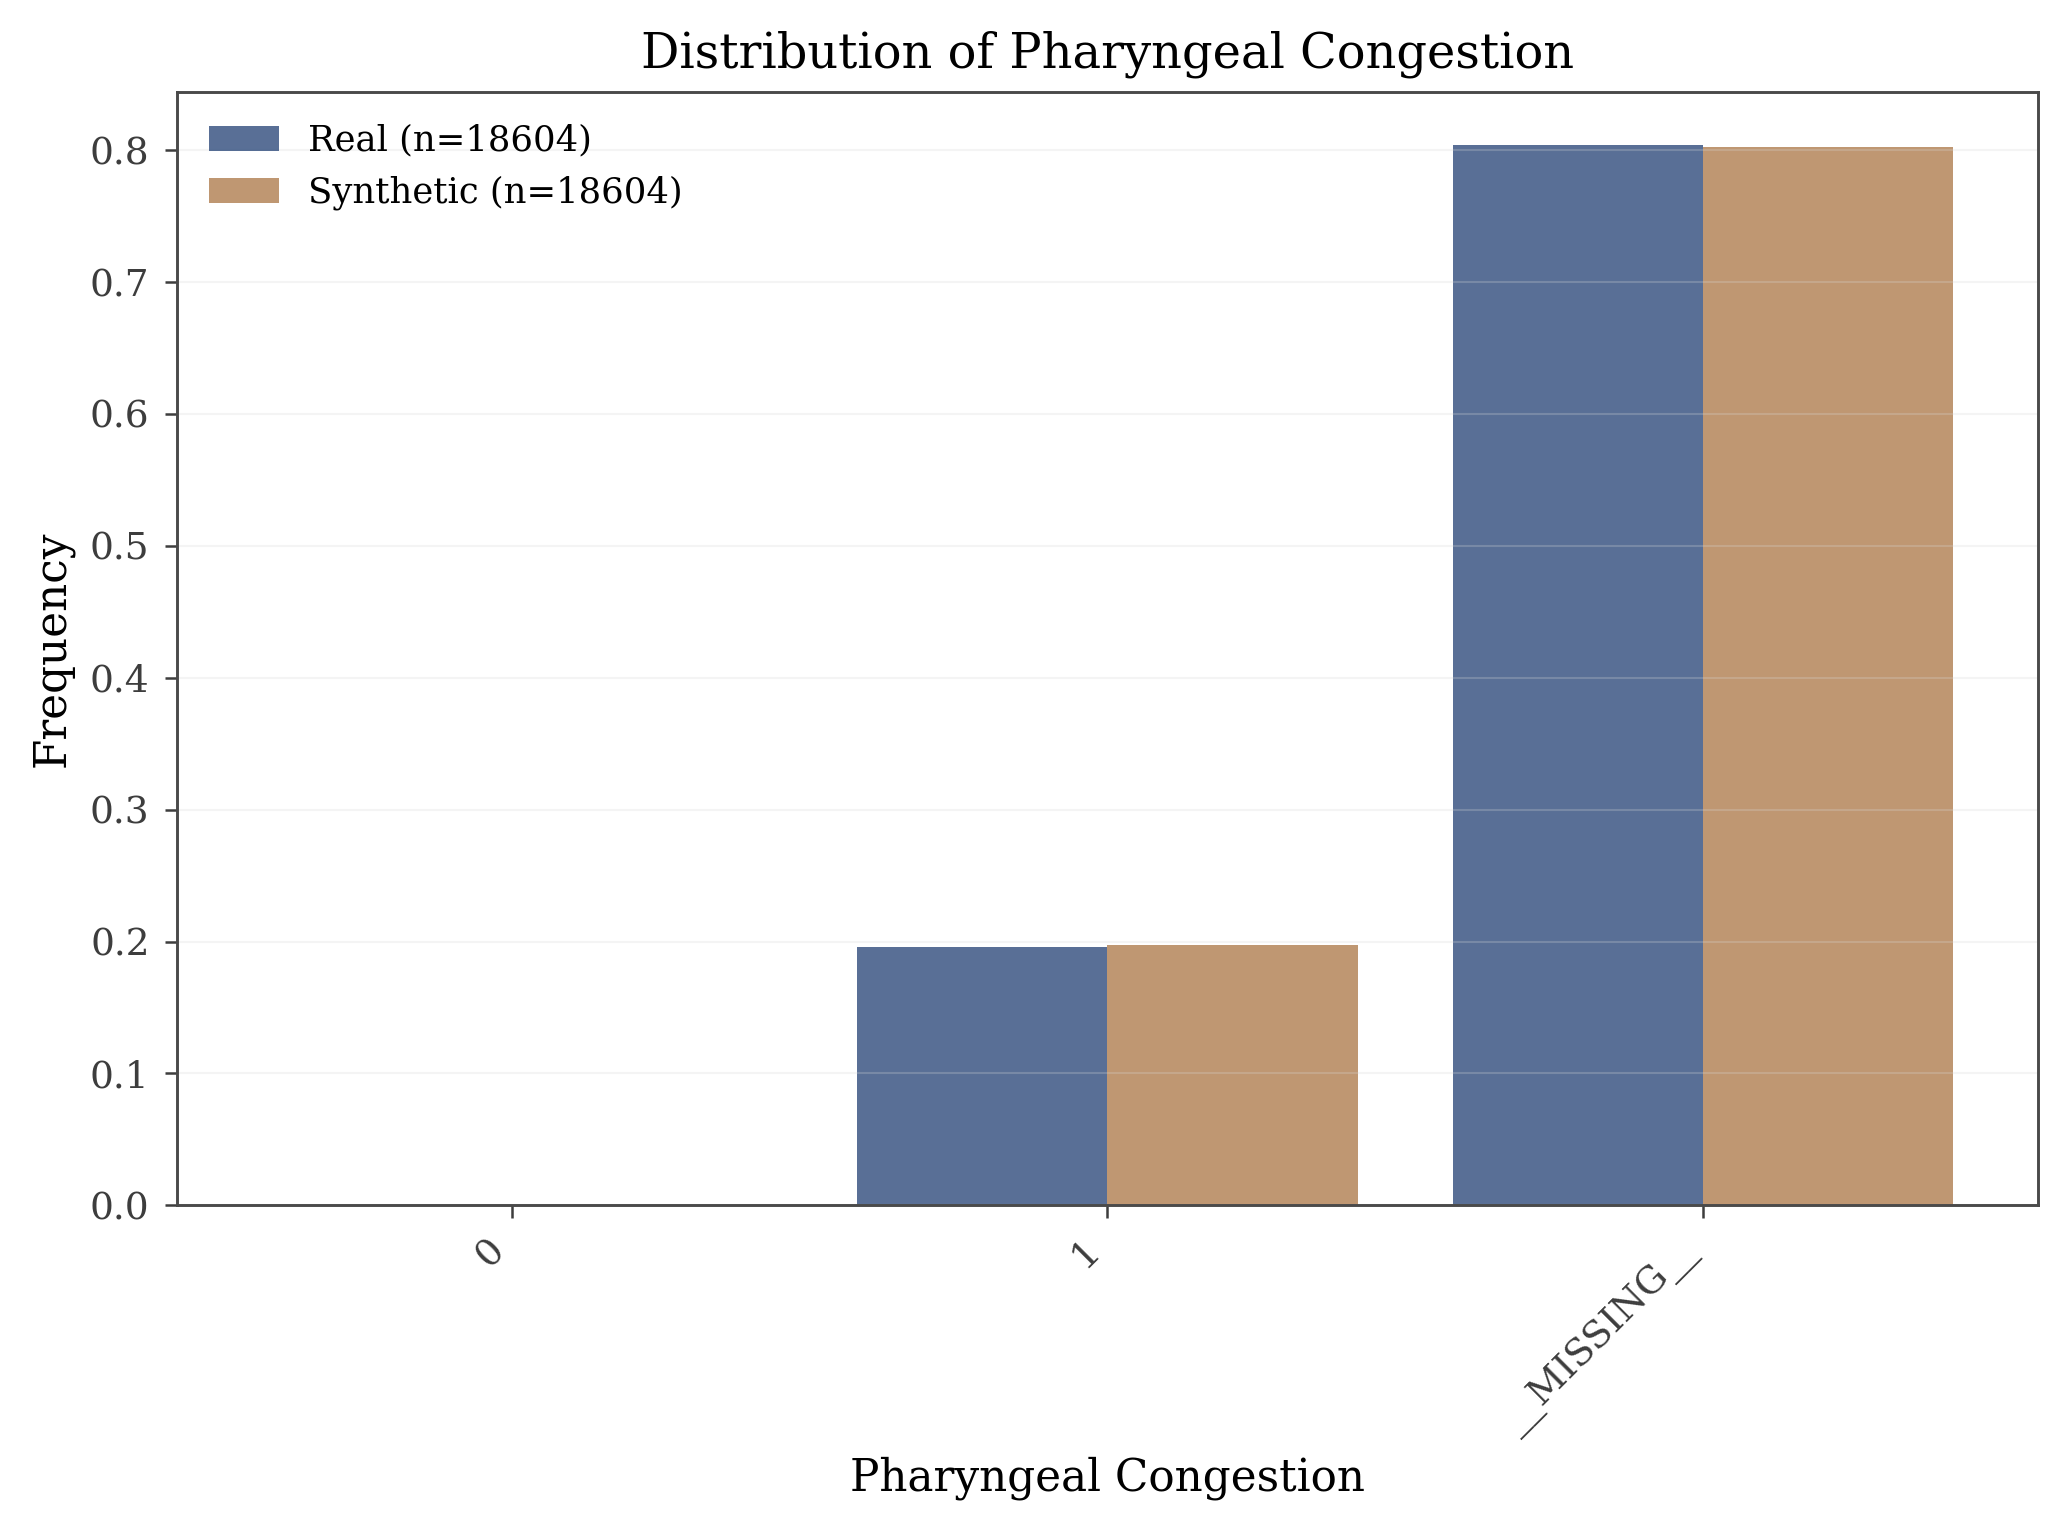 Distribution of Pharyngeal Congestion
Real (n=18604)
Synthetic (n=18604)
0.8
0.7
0.6
0.5
0.4
0.3
0.2
0.1
0.0
Frequency
0
1
__MISSING__
Pharyngeal Congestion